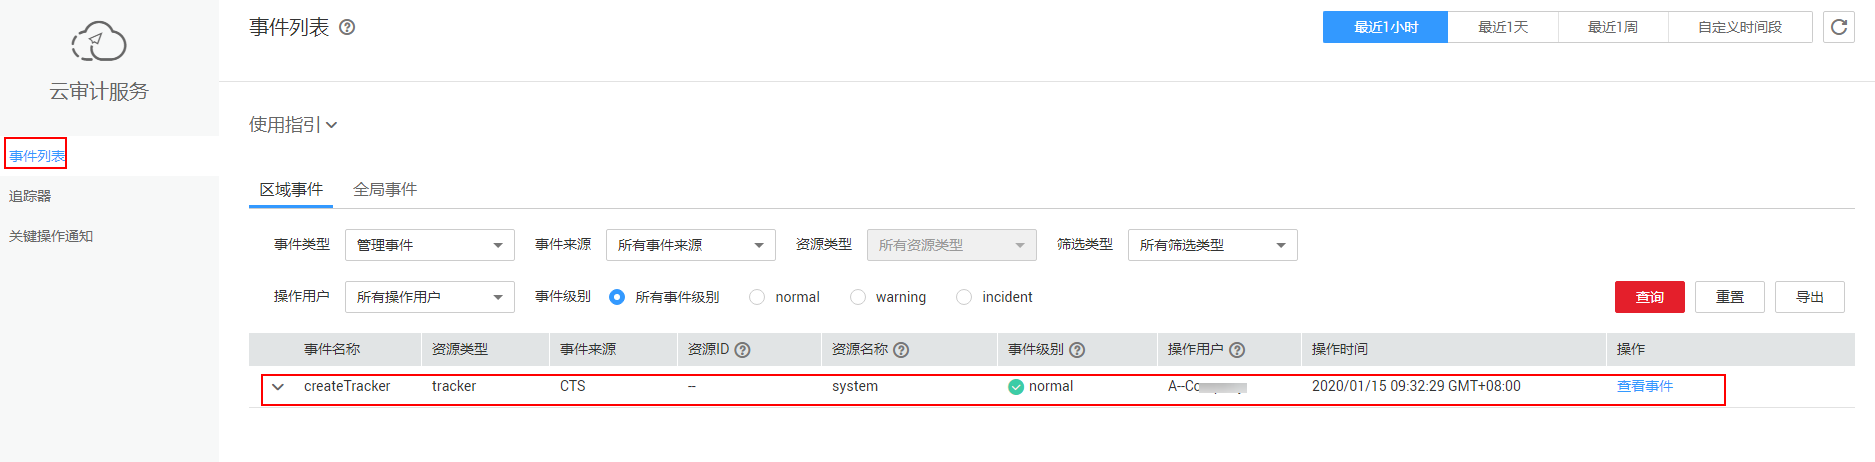 云审计服务
事件列表
追踪器
关键操作通知
事件列表 ?
最近1小时 最近1天 最近1周 自定义时间段
使用指引
区域事件 全局事件
事件类型 管理事件 事件来源 所有事件来源 资源类型 所有资源类型 筛选类型 所有筛选类型
操作用户 所有操作用户 事件级别 所有事件级别 normal warning incident
查询 重置 导出
事件名称 资源类型 事件来源 资源ID ? 资源名称 ? 事件级别 ? 操作用户 ? 操作时间 操作
createTracker tracker CTS -- system normal 2020/01/15 09:32:29 GMT+08:00 查看事件